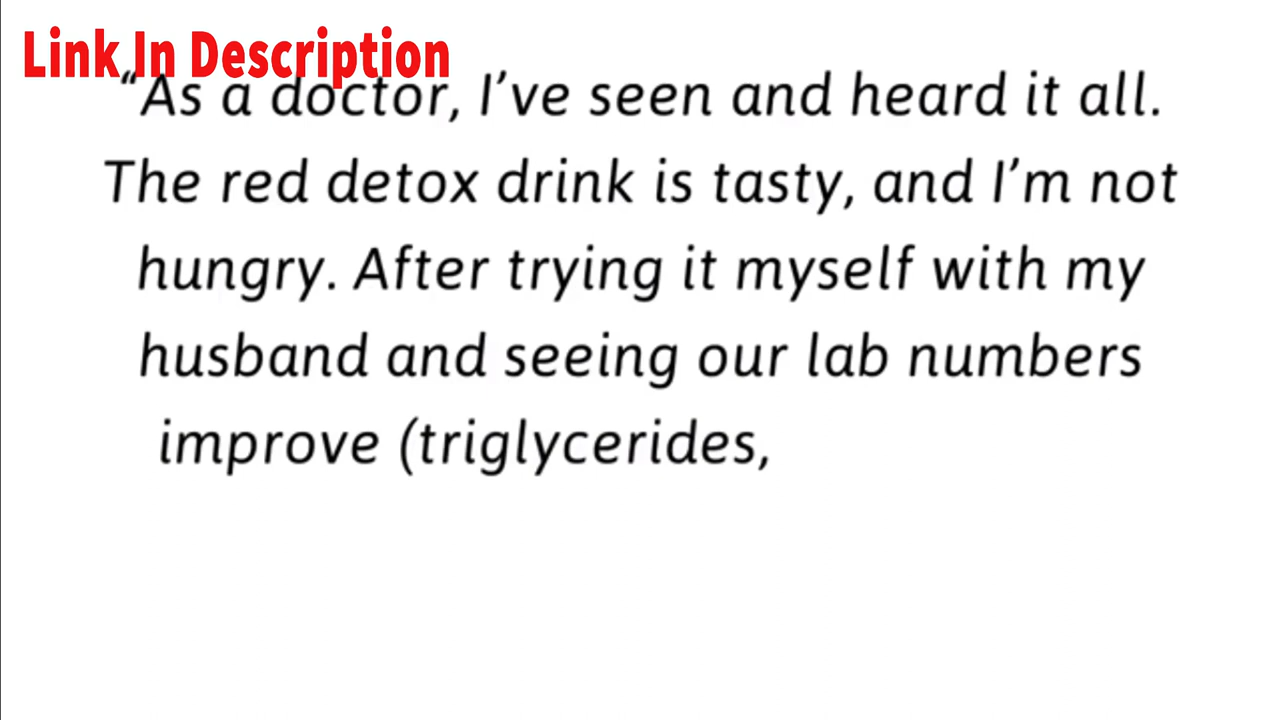 Link In Description
“As a doctor, I’ve seen and heard it all.
The red detox drink is tasty, and I’m not
hungry. After trying it myself with my
husband and seeing our lab numbers
improve (triglycerides,